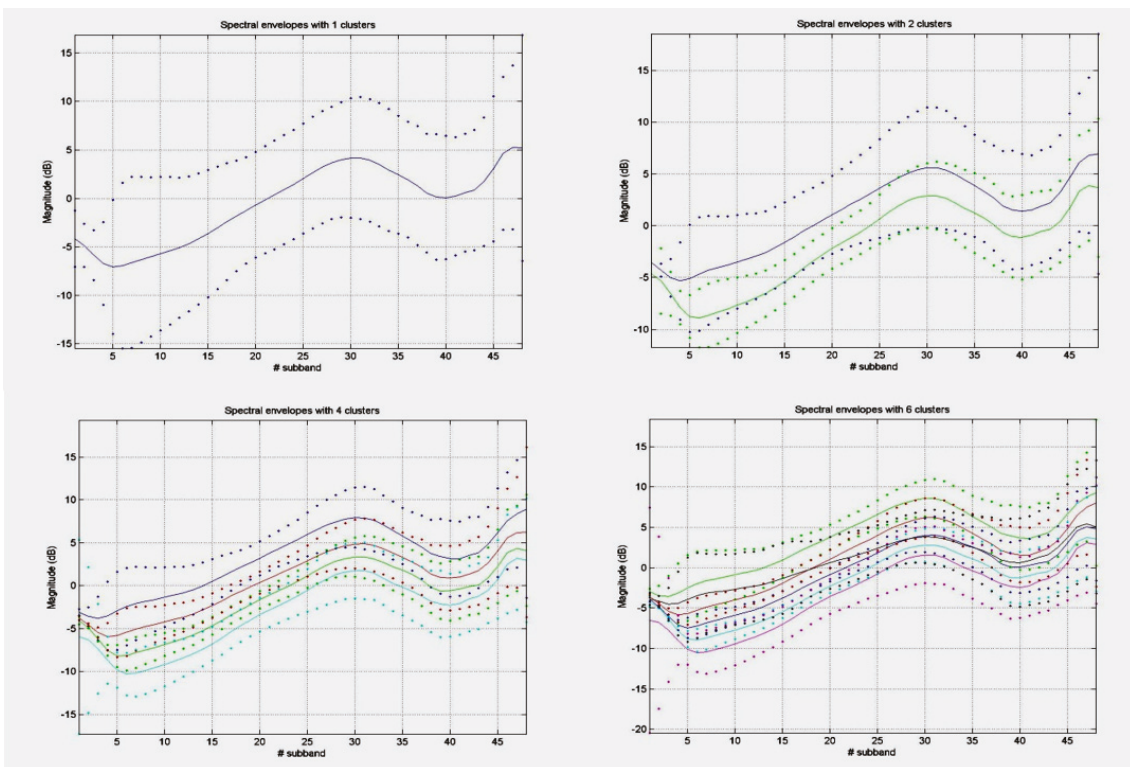 Spectral envelopes with 1 clusters
15
10
5
0
-5
-10
-15
Magnitude (dB)
5 10 15 20 25 30 35 40 45
# subband
Spectral envelopes with 2 clusters
15
10
5
0
-5
-10
Magnitude (dB)
5 10 15 20 25 30 35 40 45
# subband
Spectral envelopes with 4 clusters
15
10
5
0
-5
-10
-15
Magnitude (dB)
5 10 15 20 25 30 35 40 45
# subband
Spectral envelopes with 6 clusters
15
10
5
0
-5
-10
-15
-20
Magnitude (dB)
5 10 15 20 25 30 35 40 45
# subband